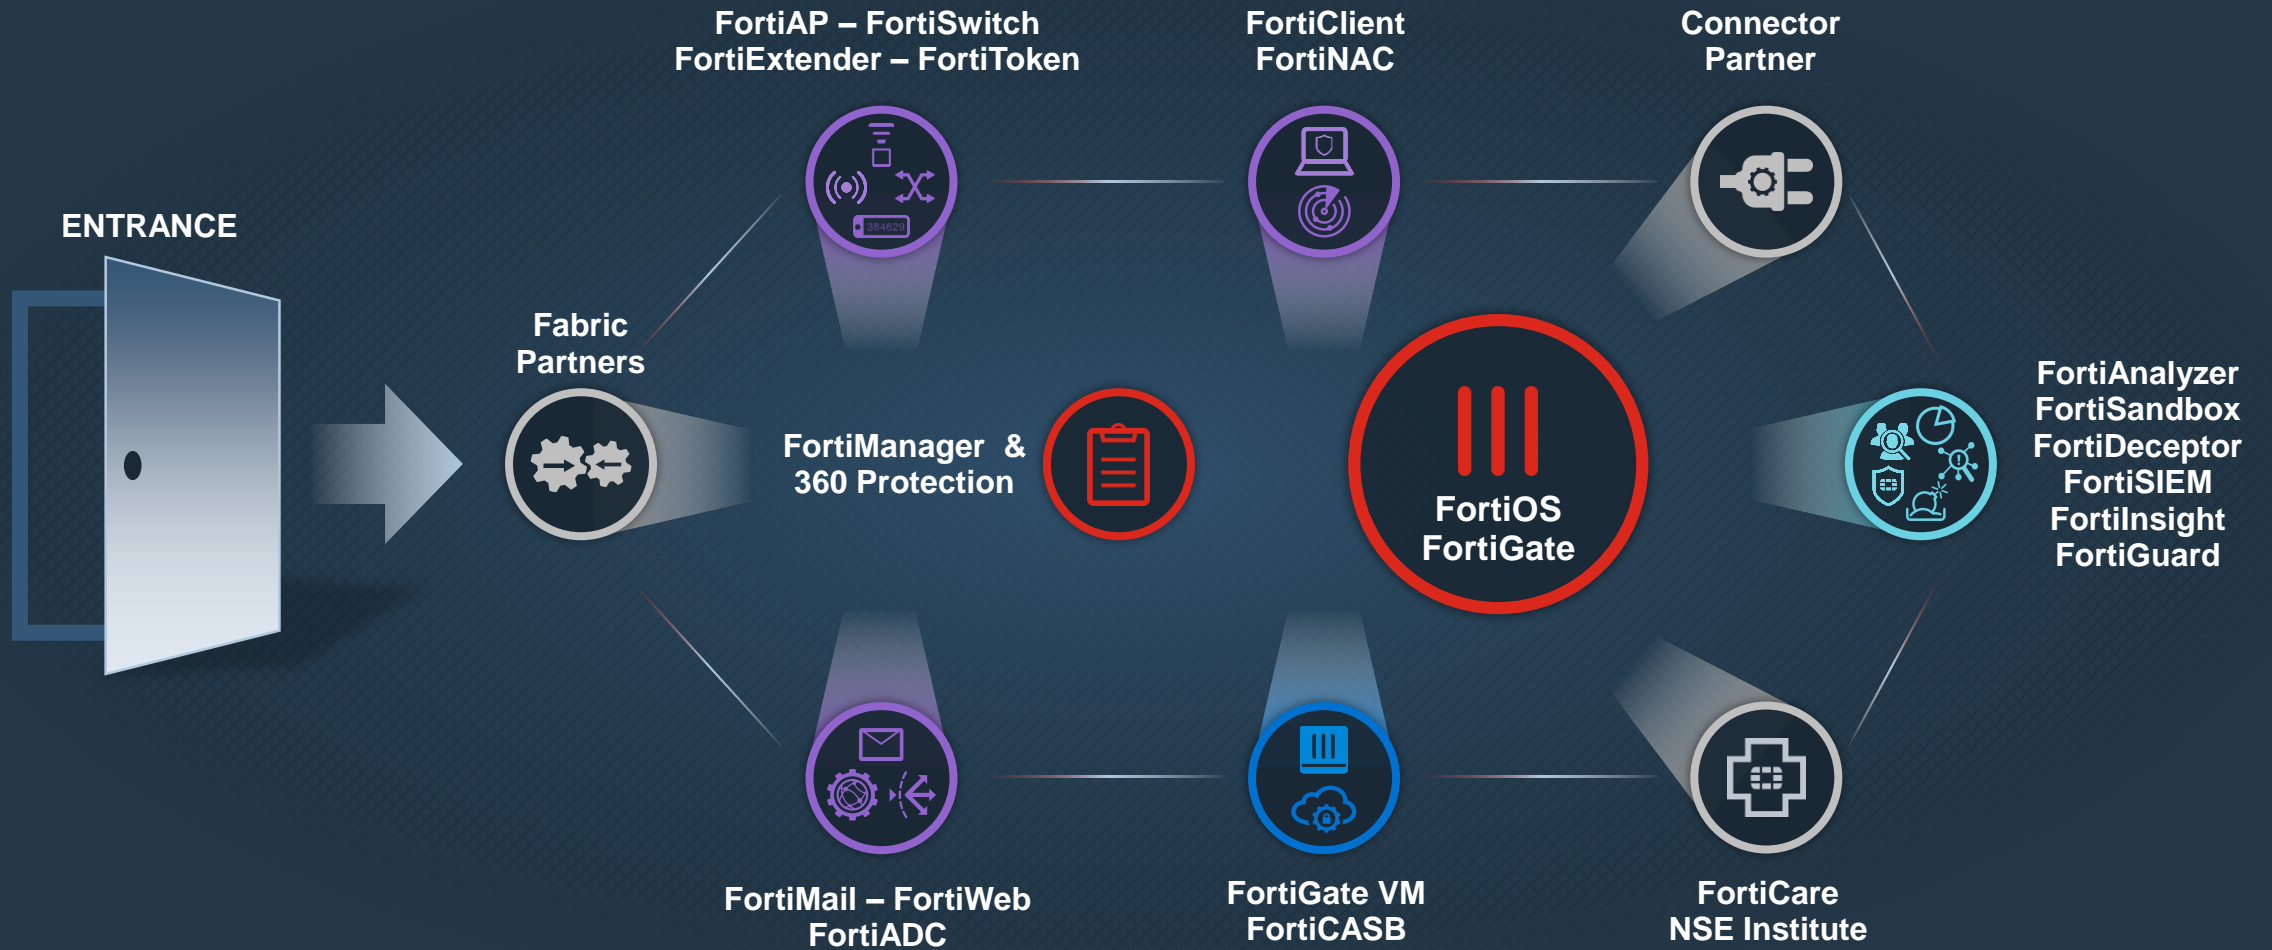 FortiAP – FortiSwitch
FortiExtender – FortiToken
FortiClient
FortiNAC
Connector
Partner
384629
ENTRANCE
Fabric
Partners
FortiManager &
360 Protection
FortiOS
FortiGate
FortiAnalyzer
FortiSandbox
FortiDeceptor
FortiSIEM
FortiInsight
FortiGuard
FortiMail – FortiWeb
FortiADC
FortiGate VM
FortiCASB
FortiCare
NSE Institute